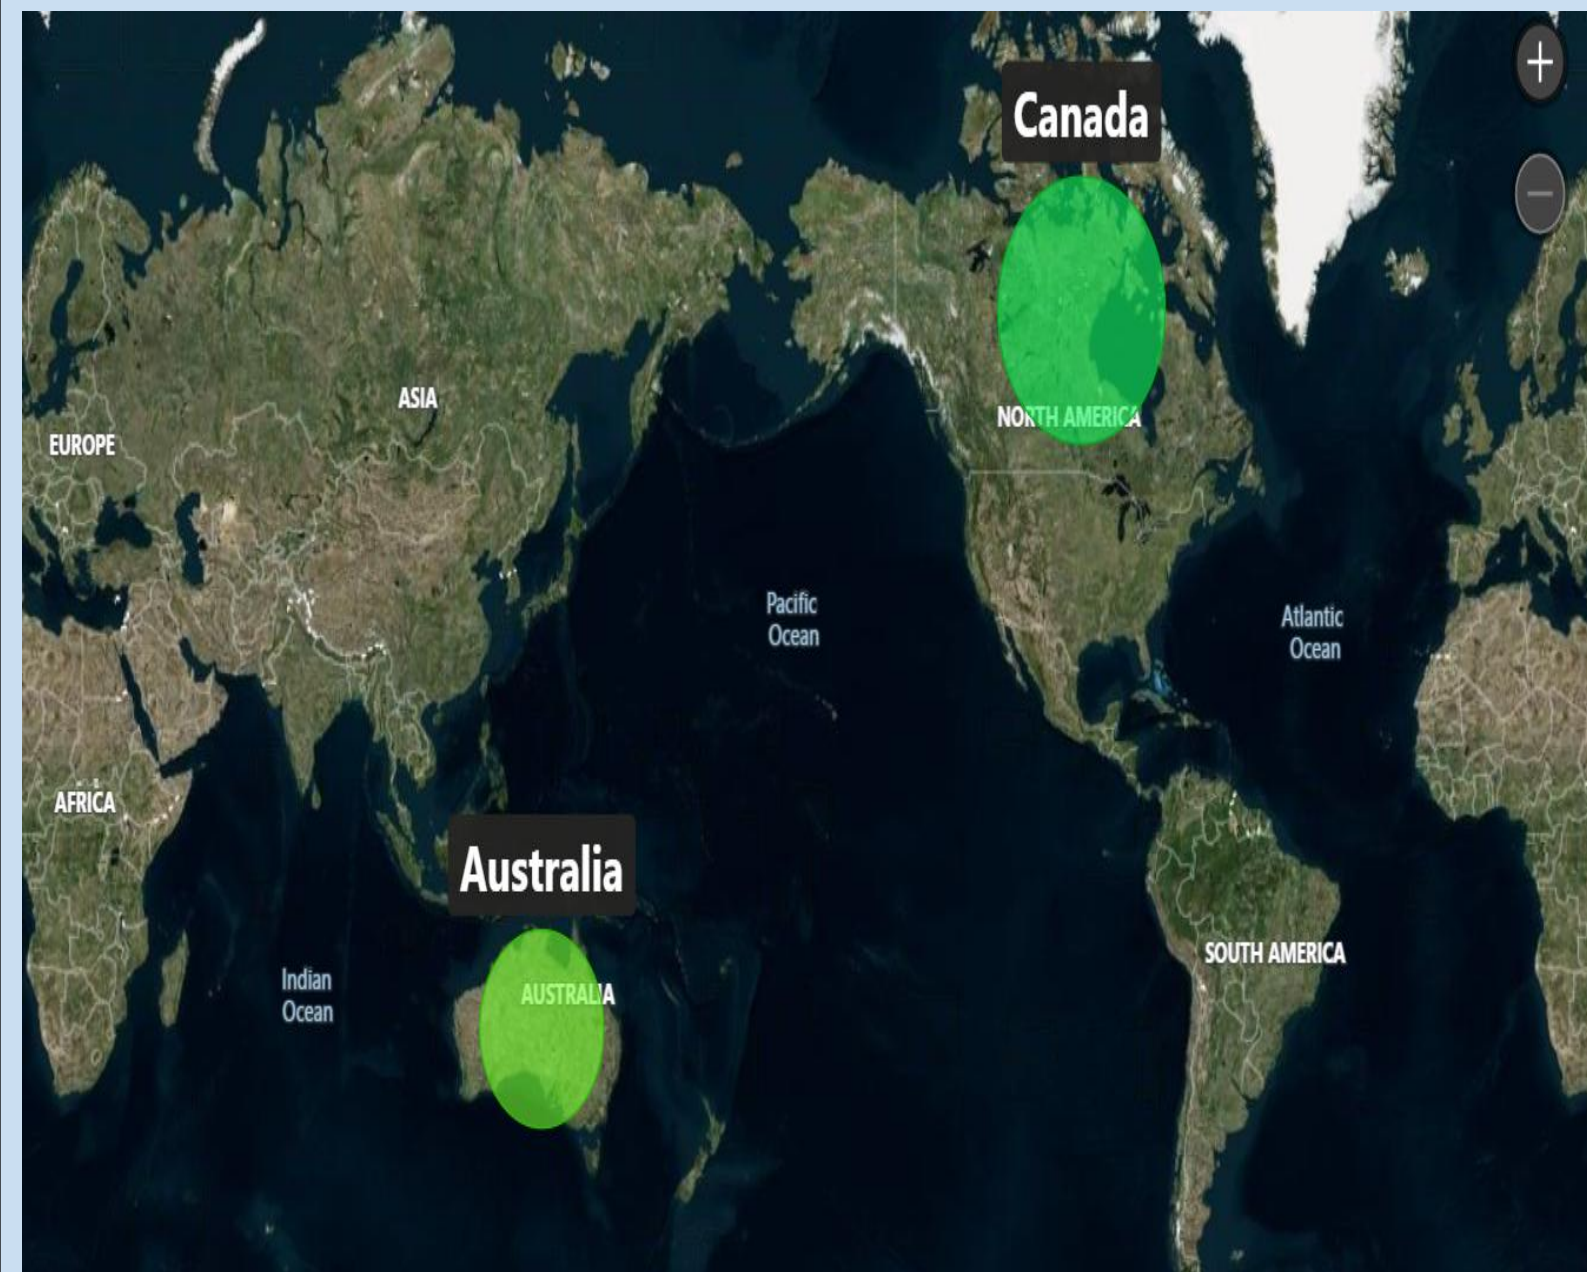 Canada
ASIA
EUROPE
NORTH AMERICA
Pacific
Ocean
Atlantic
Ocean
AFRICA
Australia
SOUTH AMERICA
Indian
Ocean
AUSTRALIA